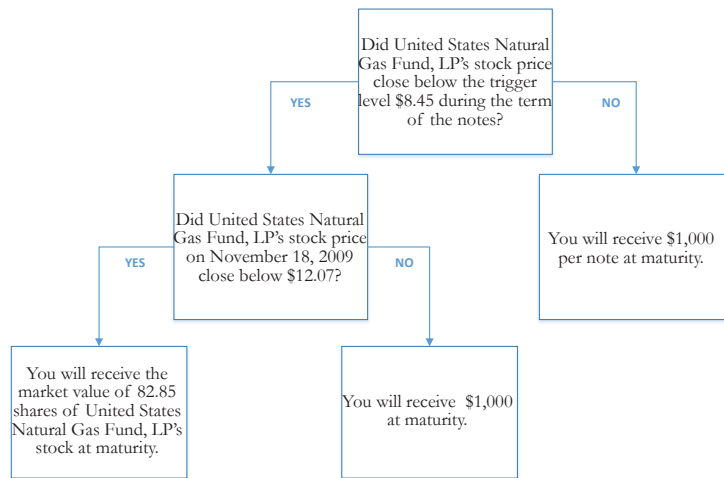 Did United States Natural
Gas Fund, LP’s stock price
close below the trigger
level $8.45 during the term
of the notes?
YES
NO
Did United States Natural
Gas Fund, LP’s stock price
on November 18, 2009
close below $12.07?
You will receive $1,000
per note at maturity.
YES
NO
You will receive the
market value of 82.85
shares of United States
Natural Gas Fund, LP’s
stock at maturity.
You will receive $1,000
at maturity.